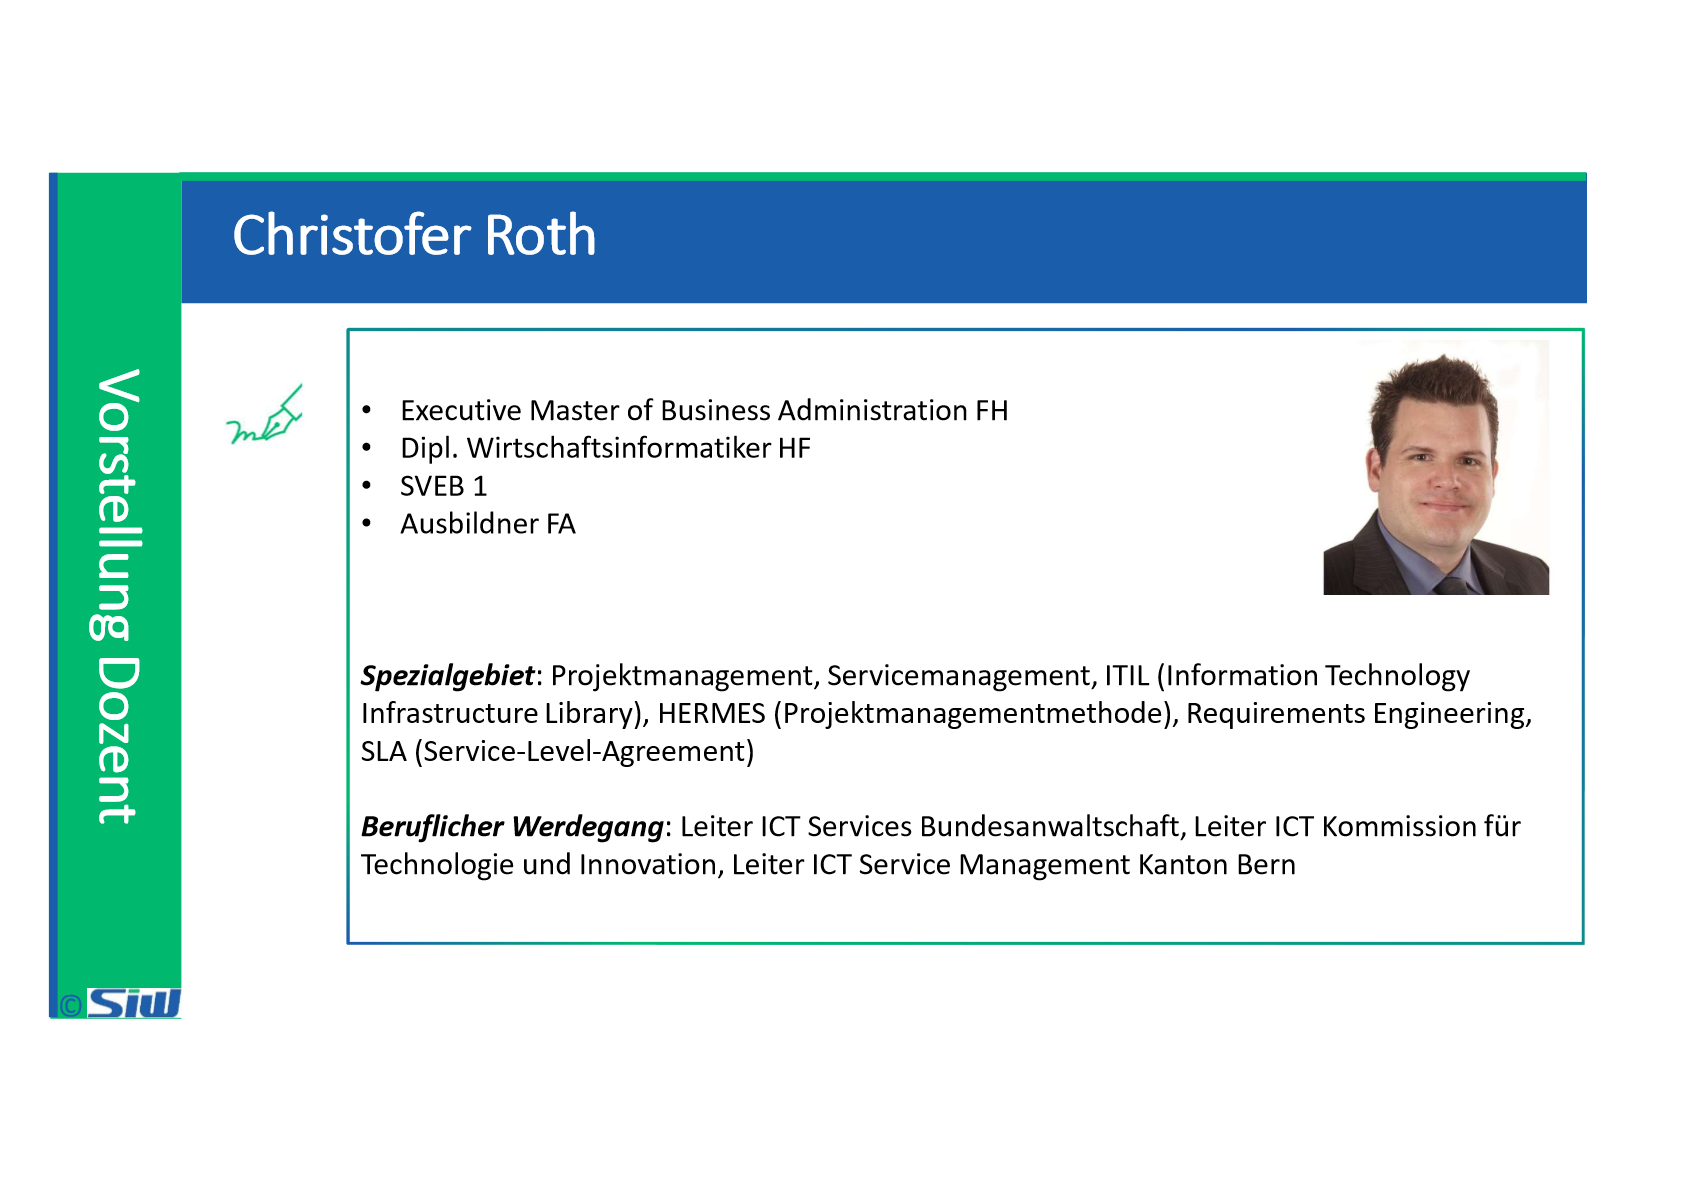 Christofer Roth
Vorstellung Dozent
• Executive Master of Business Administration FH
• Dipl. Wirtschaftsinformatiker HF
• SVEB 1
• Ausbildner FA
Spezialgebiet: Projektmanagement, Servicemanagement, ITIL (Information Technology
Infrastructure Library), HERMES (Projektmanagementmethode), Requirements Engineering,
SLA (Service-Level-Agreement)
Beruflicher Werdegang: Leiter ICT Services Bundesanwaltschaft, Leiter ICT Kommission für
Technologie und Innovation, Leiter ICT Service Management Kanton Bern
© SiW